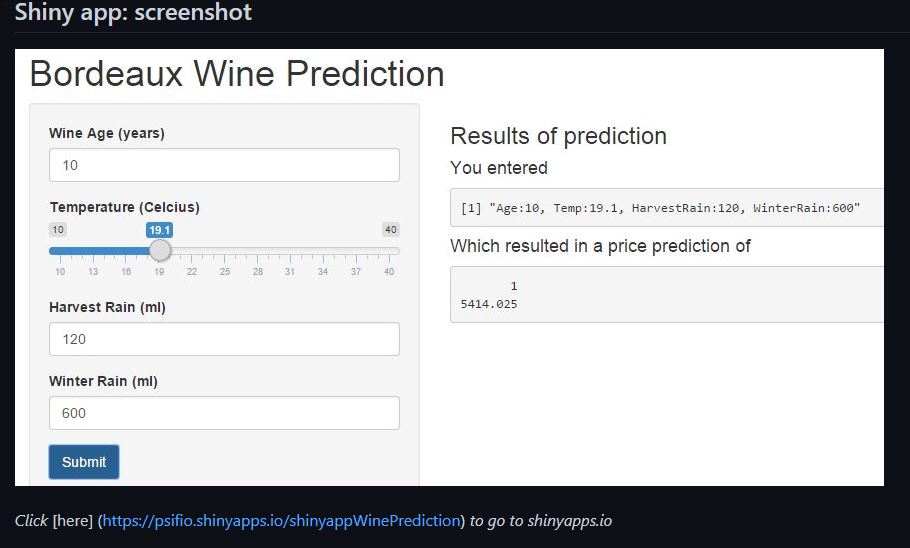 Shiny app: screenshot
Bordeaux Wine Prediction
Wine Age (years)
10
Temperature (Celcius)
10 19.1 40
10 13 16 19 22 25 28 31 34 37 40
Harvest Rain (ml)
120
Winter Rain (ml)
600
Submit
Results of prediction
You entered
[1] "Age:10, Temp:19.1, HarvestRain:120, WinterRain:600"
Which resulted in a price prediction of
1
5414.025
Click [here] (https://psifio.shinyapps.io/shinyappWinePrediction) to go to shinyapps.io